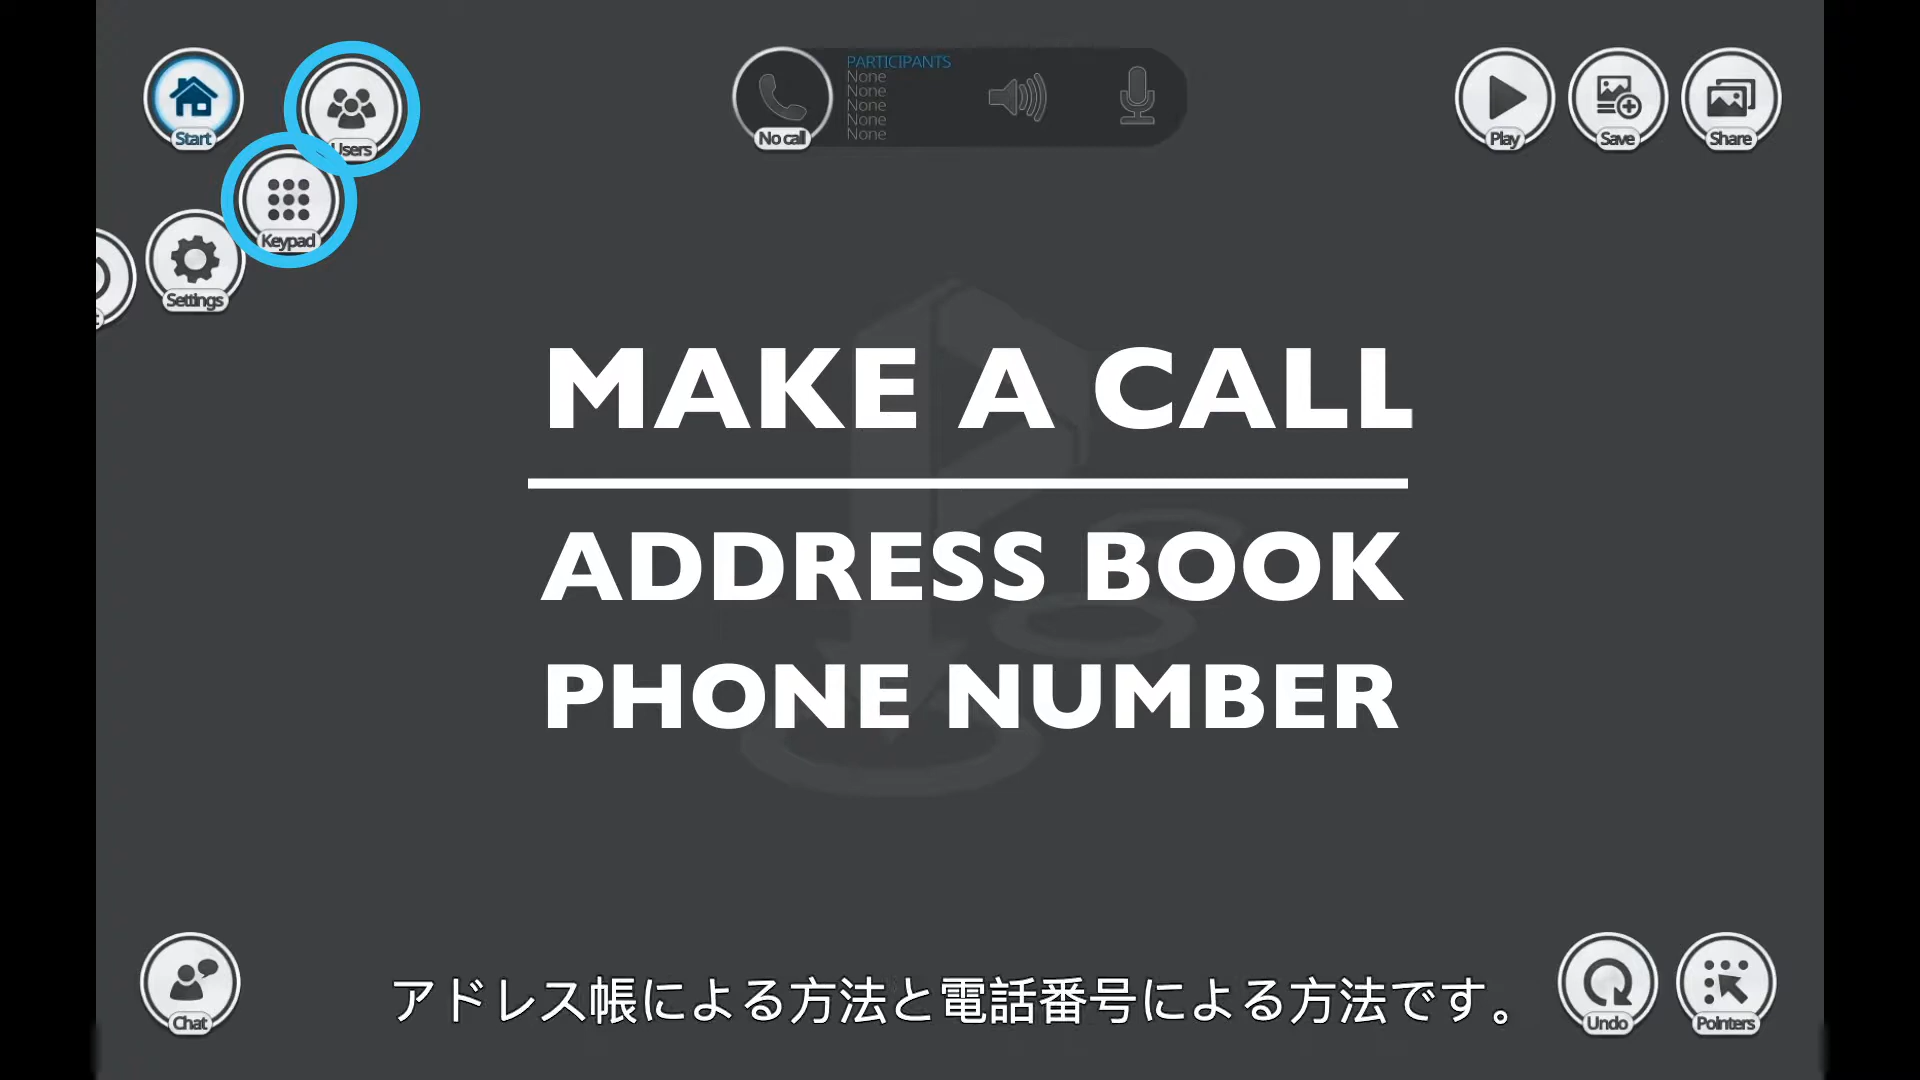 Start
Users
Keypad
Settings
No call
PARTICIPANTS
None
None
None
None
None
Play
Save
Share
MAKE A CALL
ADDRESS BOOK
PHONE NUMBER
アドレス帳による方法と電話番号による方法です。
Chat
Undo
Pointers